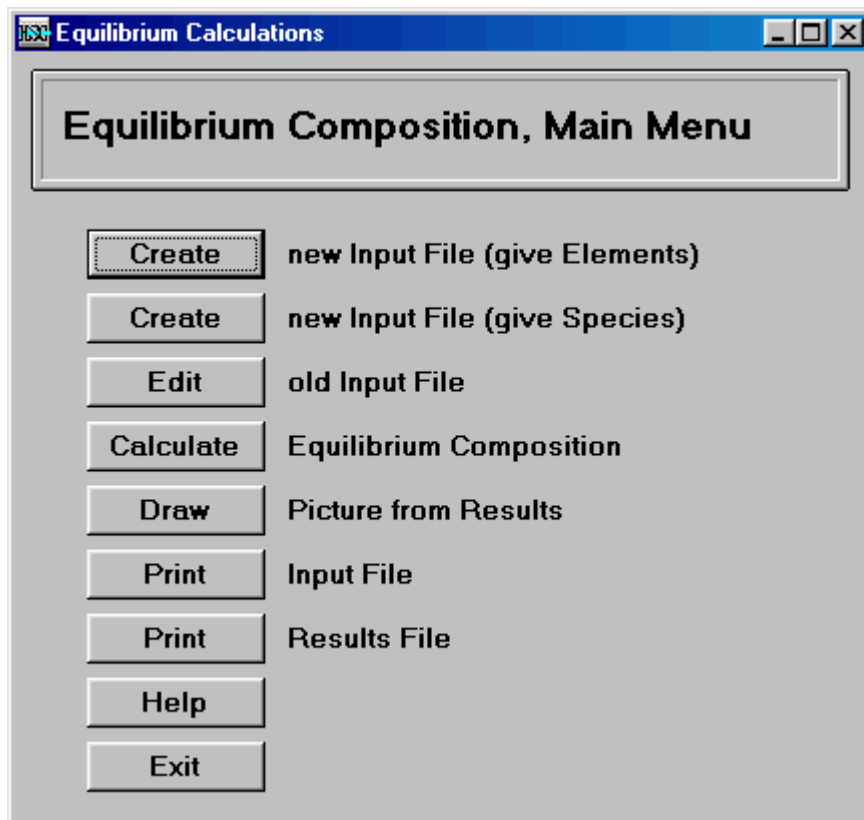 HSC Equilibrium Calculations
Equilibrium Composition, Main Menu
Create new Input File (give Elements)
Create new Input File (give Species)
Edit old Input File
Calculate Equilibrium Composition
Draw Picture from Results
Print Input File
Print Results File
Help
Exit